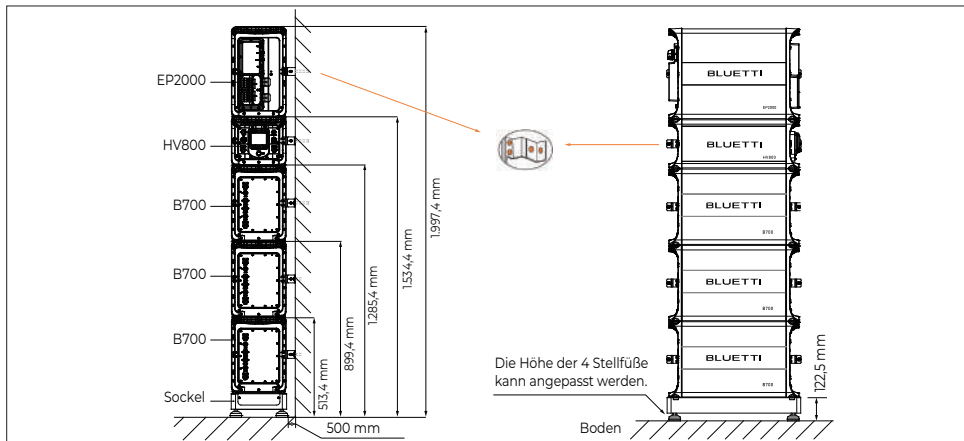 EP2000
HV800
B700
B700
B700
Sockel
513,4 mm
899,4 mm
1.285,4 mm
1.534,4 mm
1.997,4 mm
500 mm
BLUETTI
EP2000
BLUETTI
HV800
BLUETTI
B700
BLUETTI
B700
BLUETTI
B700
Die Höhe der 4 Stellfüße
kann angepasst werden.
122,5 mm
Boden